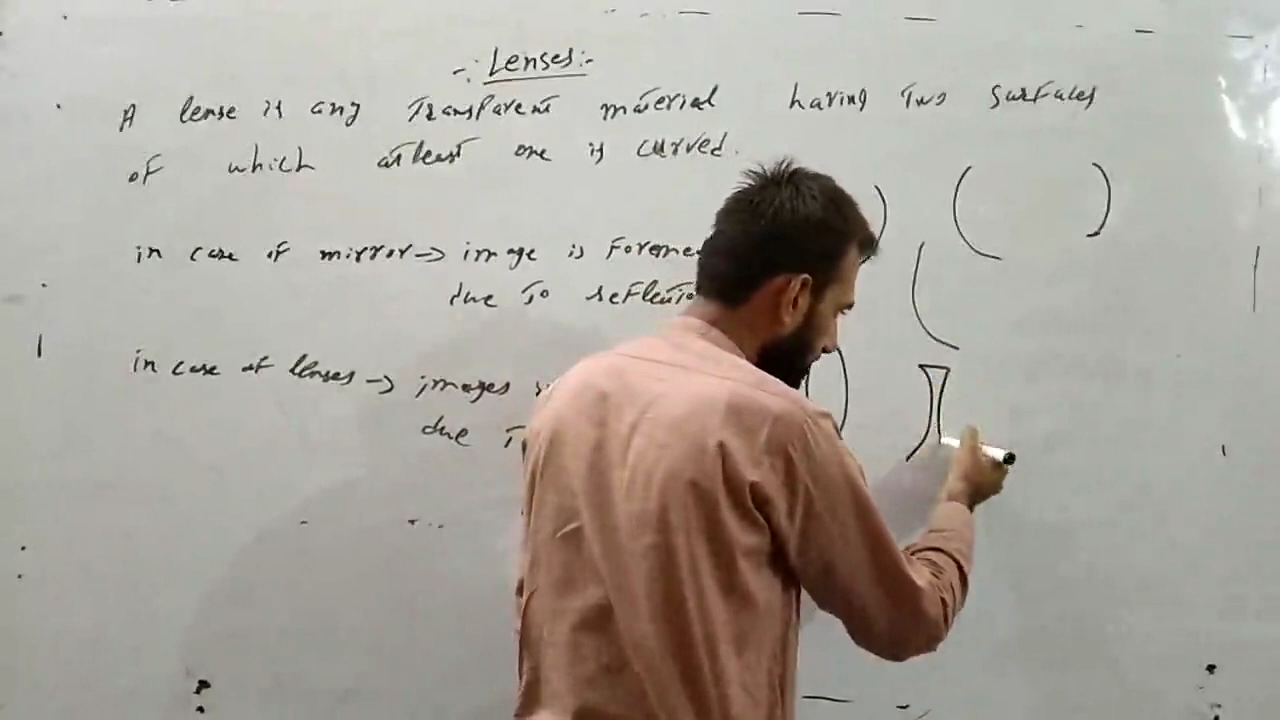 -: Lenses:-
A lense is any Transparent material having Two surfaces
of which atleast one is curved.
in case of mirror→ image is Foremed
due To reflection
in case of lenses → images
due T